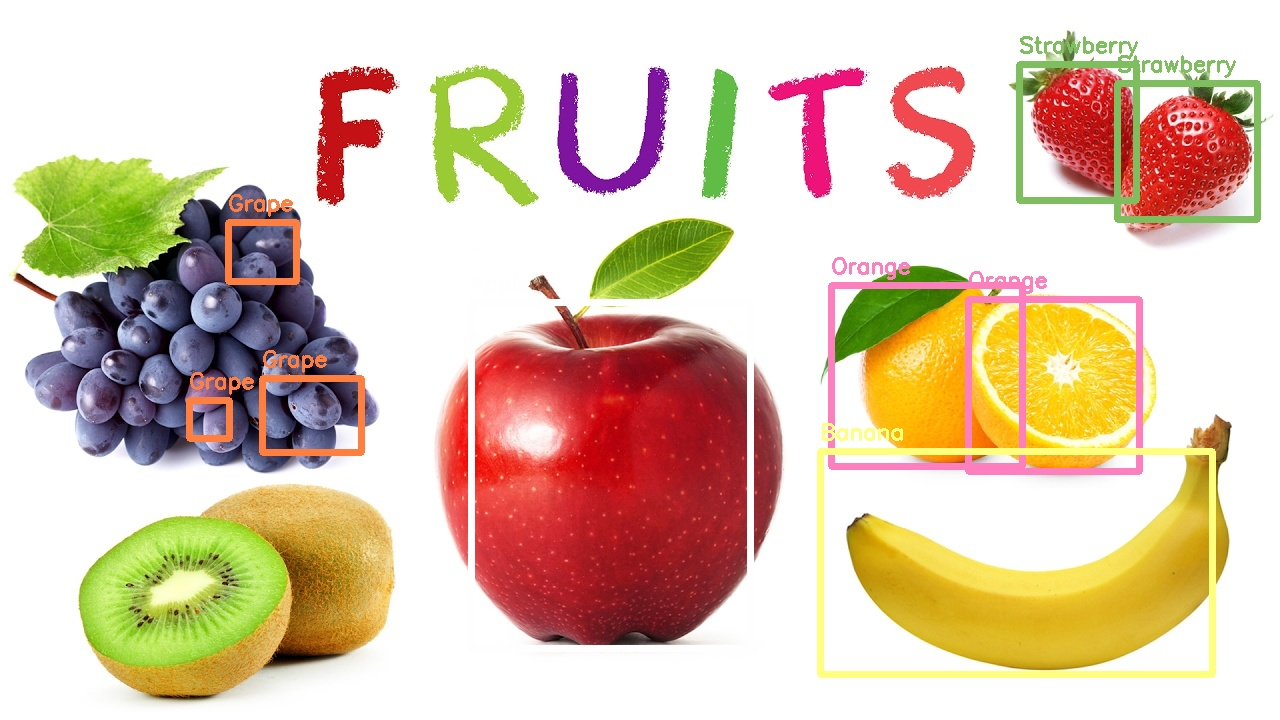 FRUITS
Strawberry
Strawberry
Grape
Orange
Orange
Grape
Grape
Banana